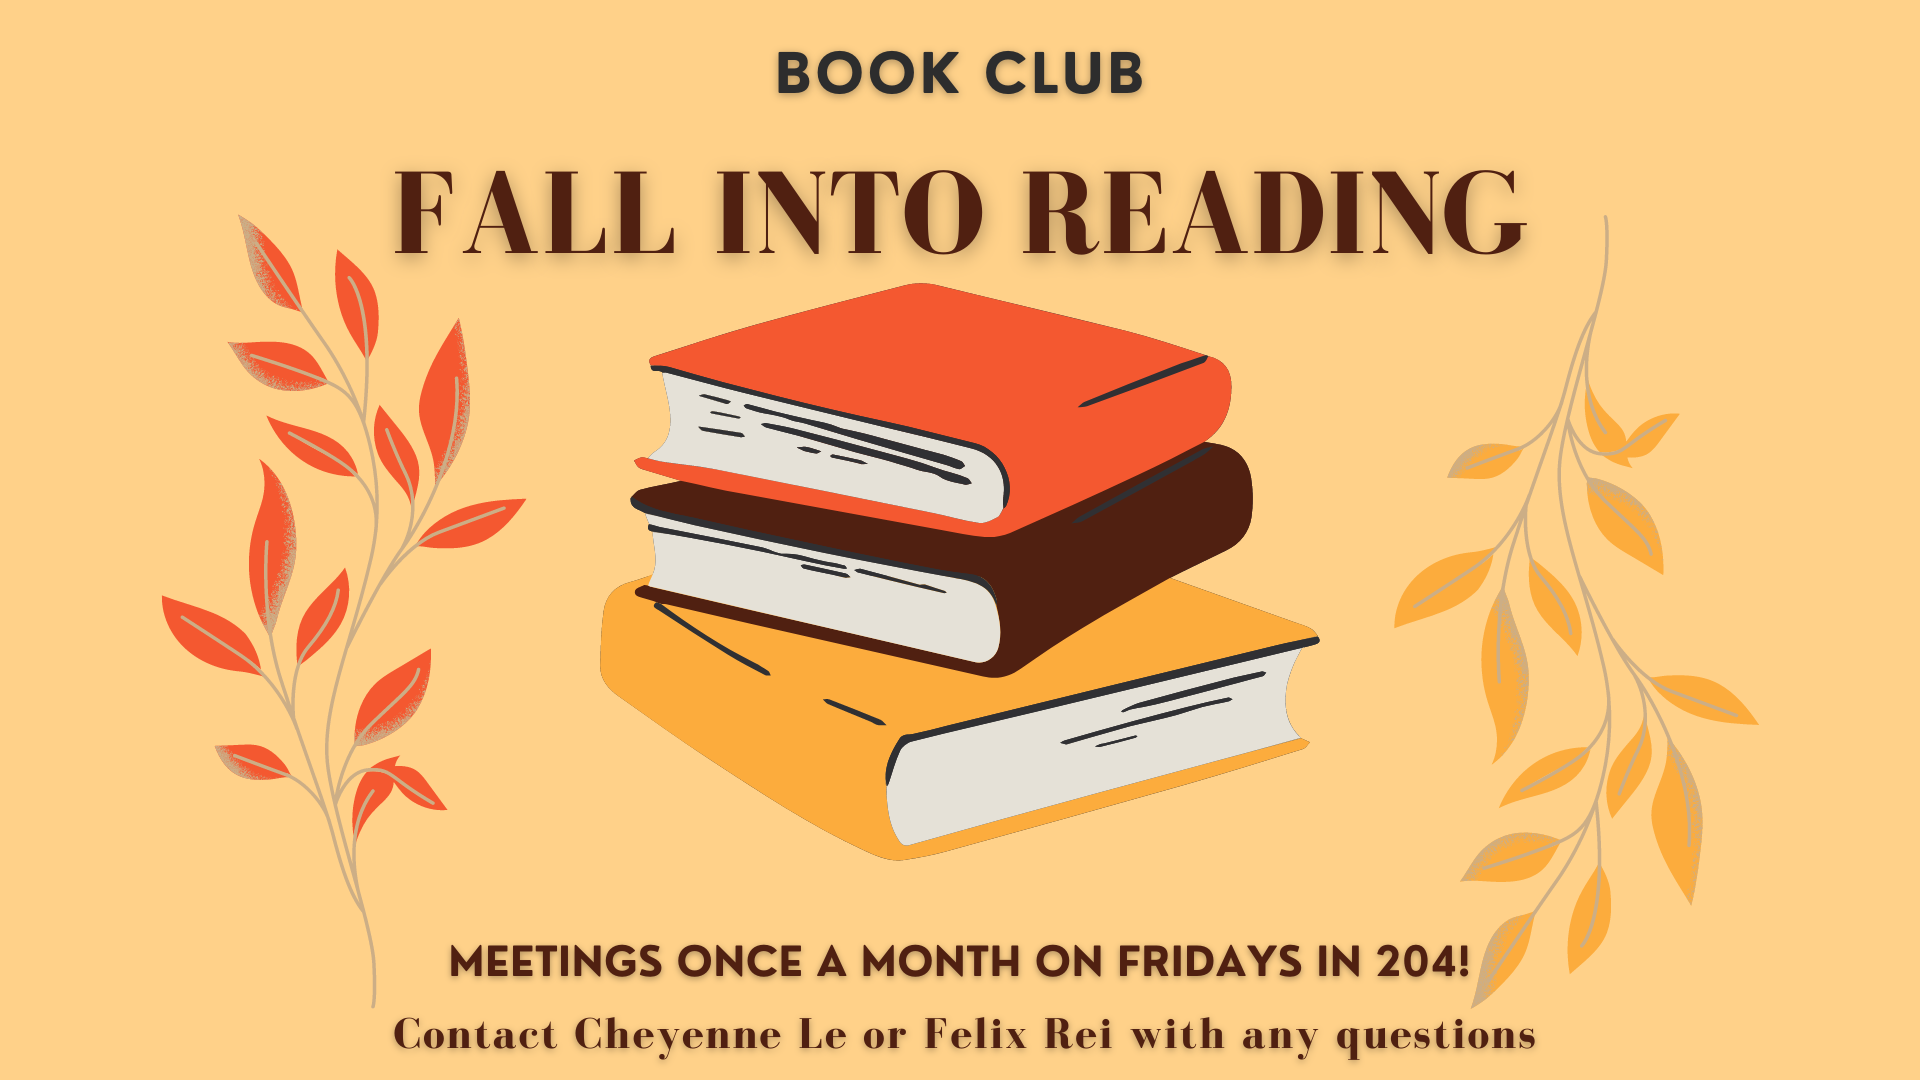 BOOK CLUB
FALL INTO READING
MEETINGS ONCE A MONTH ON FRIDAYS IN 204!
Contact Cheyenne Le or Felix Rei with any questions